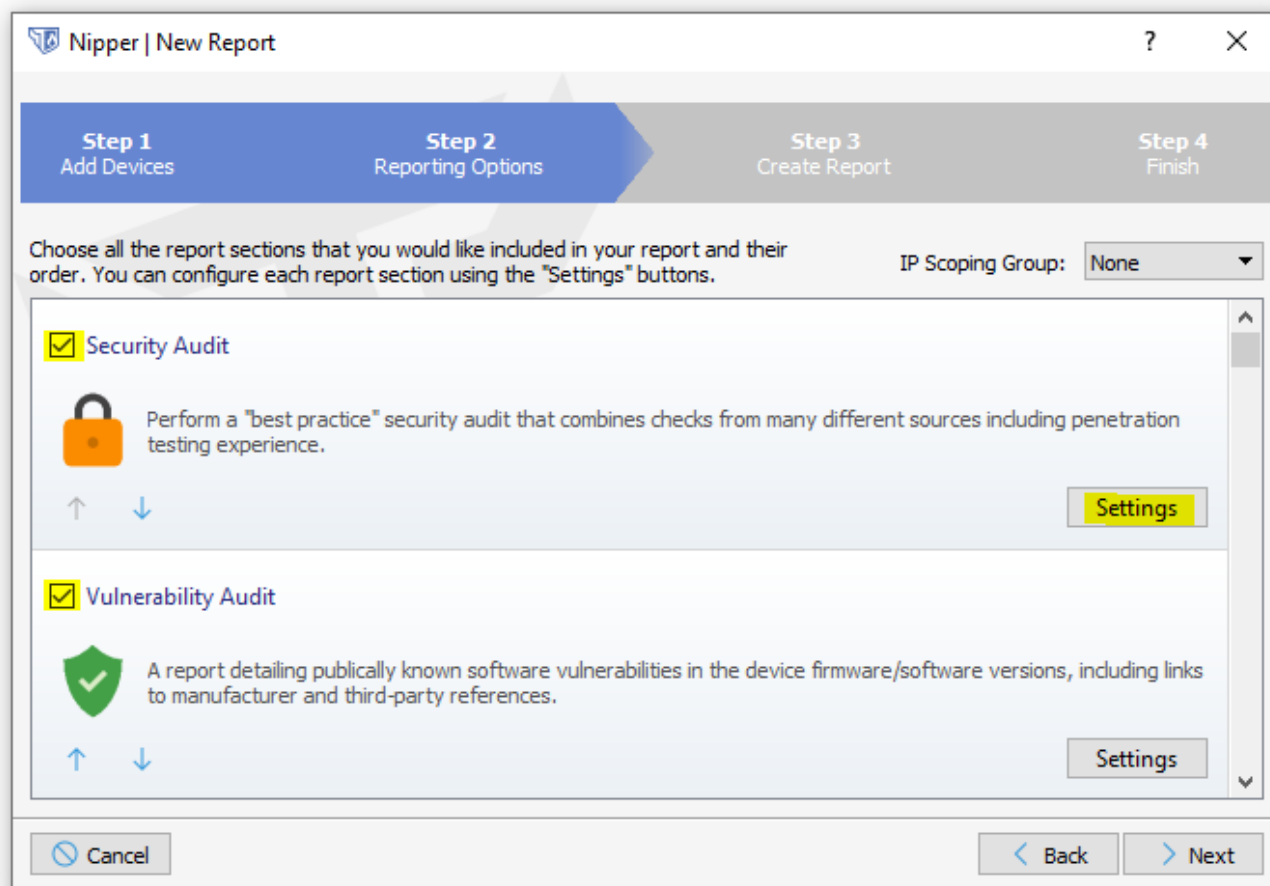 Nipper | New Report
?
Step 1
Add Devices
Step 2
Reporting Options
Step 3
Create Report
Step 4
Finish
Choose all the report sections that you would like included in your report and their
order. You can configure each report section using the "Settings" buttons.
IP Scoping Group:
None
Security Audit
Perform a "best practice" security audit that combines checks from many different sources including penetration
testing experience.
Settings
Vulnerability Audit
A report detailing publically known software vulnerabilities in the device firmware/software versions, including links
to manufacturer and third-party references.
Settings
Cancel
Back
Next